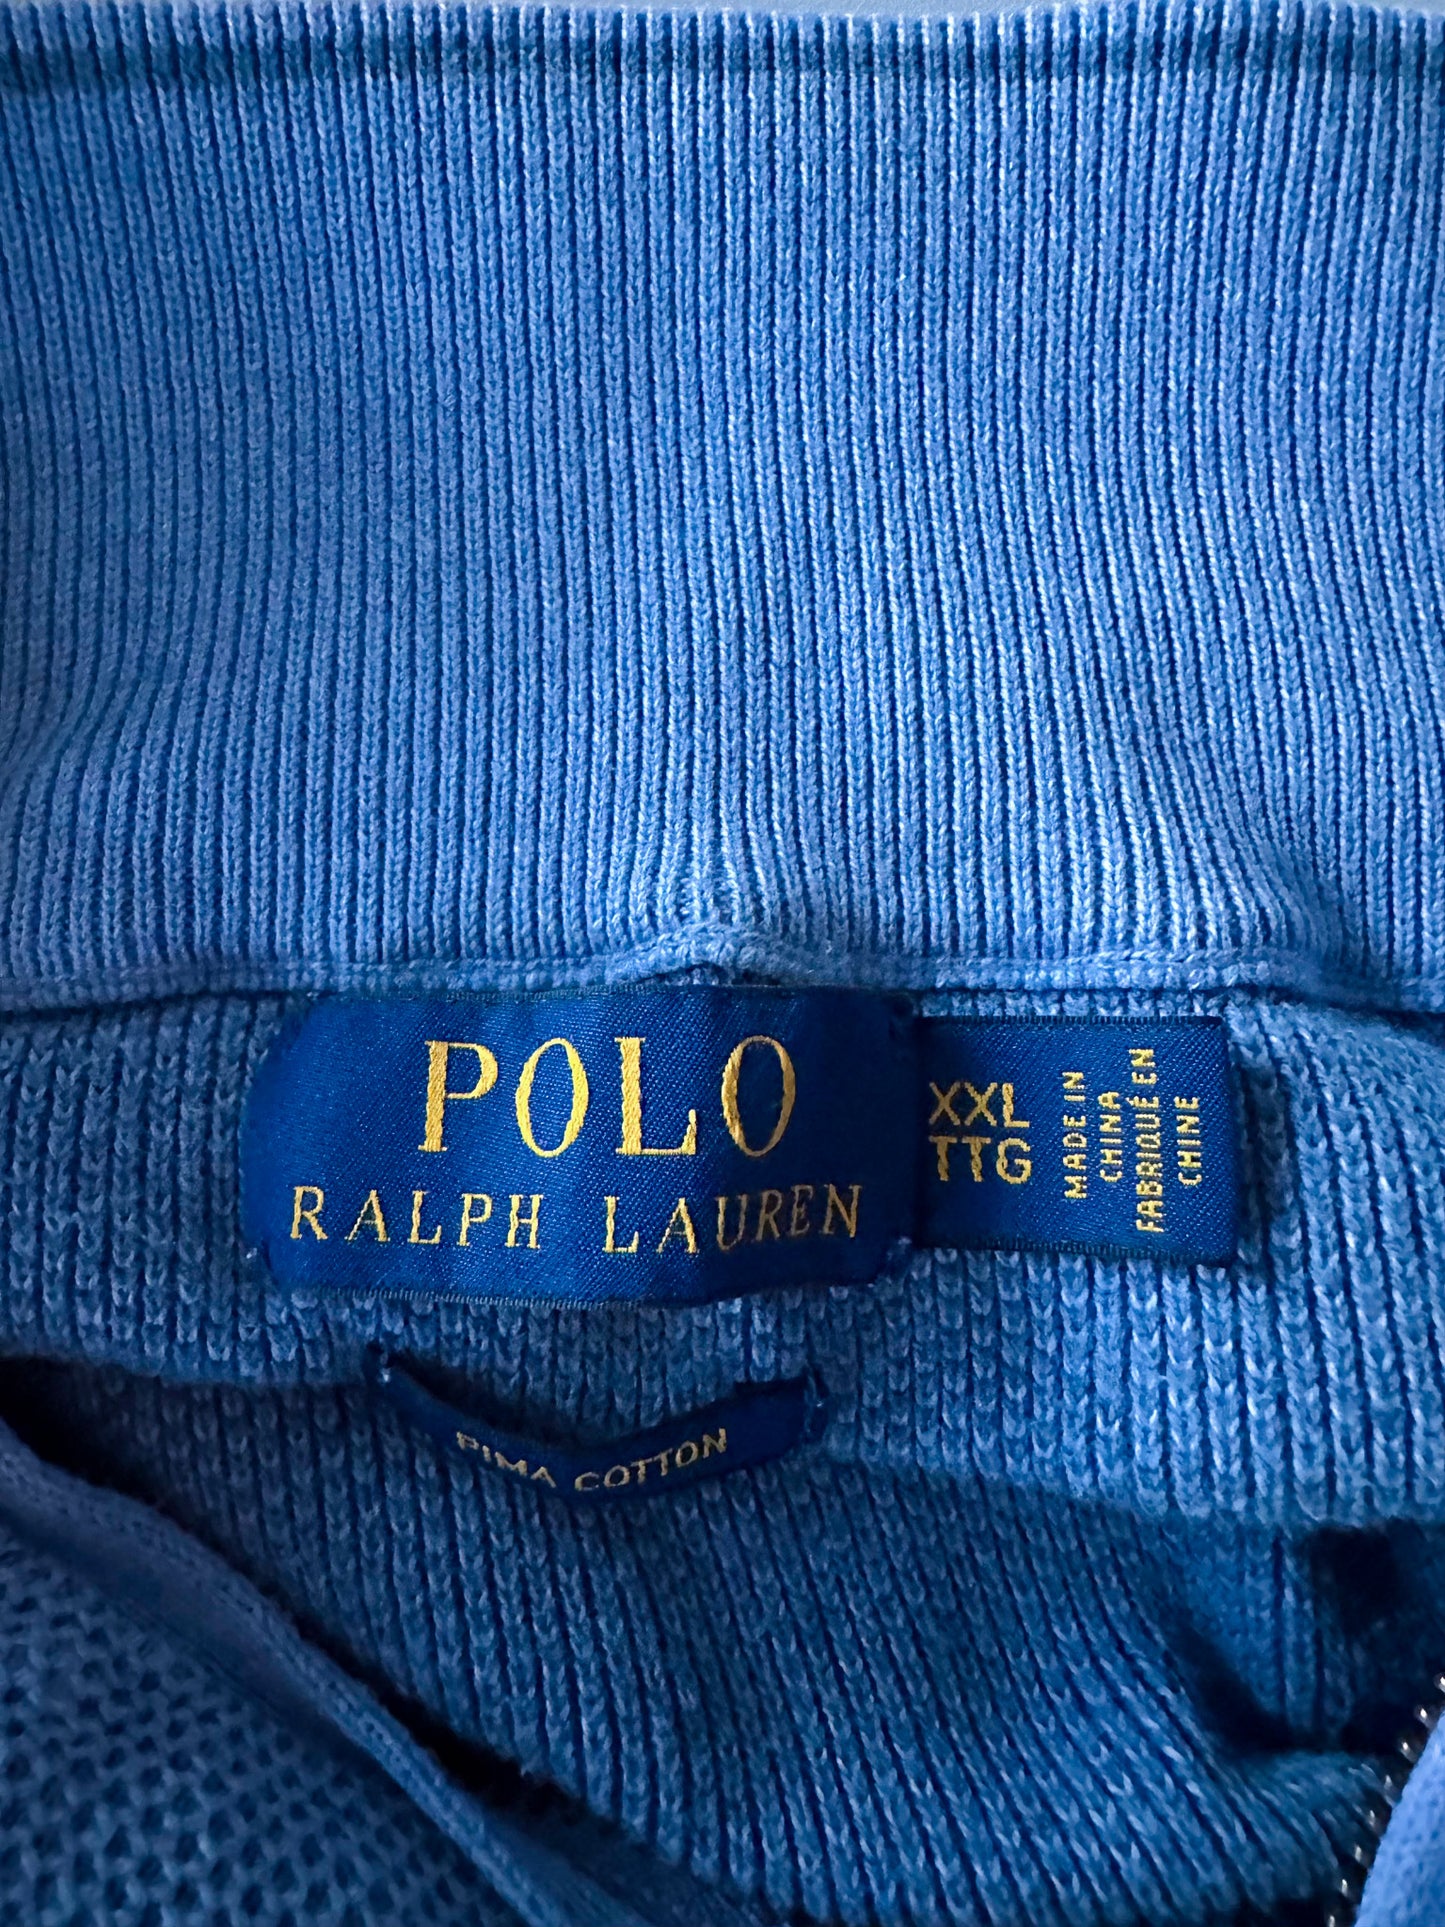 POLO
RALPH LAUREN
XXL
TTG
MADE IN
CHINA
FABRIQUÉ EN
CHINE
PIMA COTTON